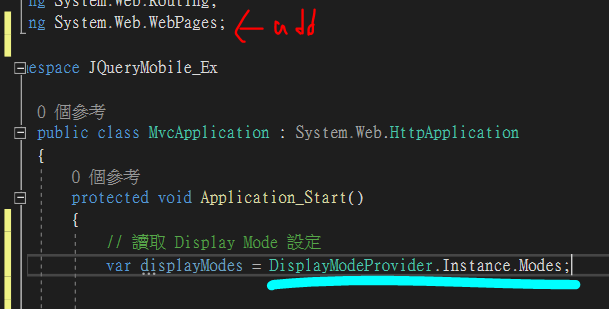 ng System.Web.Routing;
ng System.Web.WebPages; ← add
espace JQueryMobile_Ex
0 個參考
public class MvcApplication : System.Web.HttpApplication
{
0 個參考
protected void Application_Start()
{
// 讀取 Display Mode 設定
var displayModes = DisplayModeProvider.Instance.Modes;